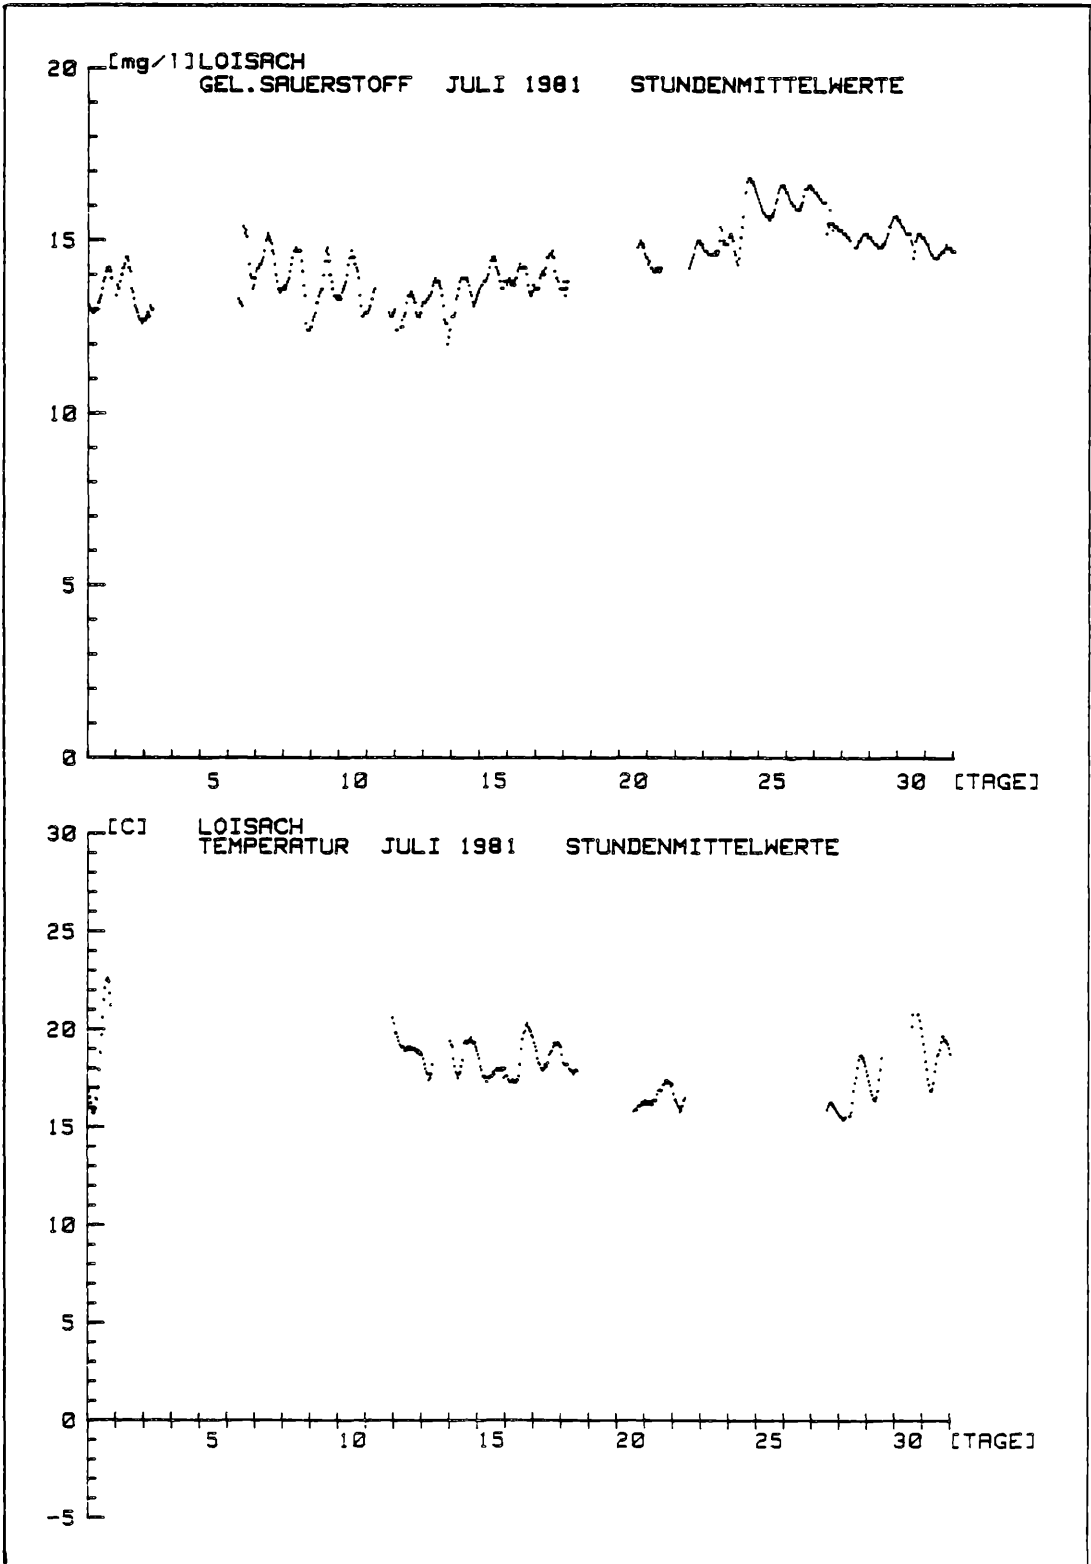 [mg/l] LOISACH
GEL.SAUERSTOFF JULI 1981 STUNDENMITTELWERTE
20
15
10
5
0
5 10 15 20 25 30 [TAGE]
[C] LOISACH
TEMPERATUR JULI 1981 STUNDENMITTELWERTE
30
25
20
15
10
5
0
5 10 15 20 25 30 [TAGE]
-5